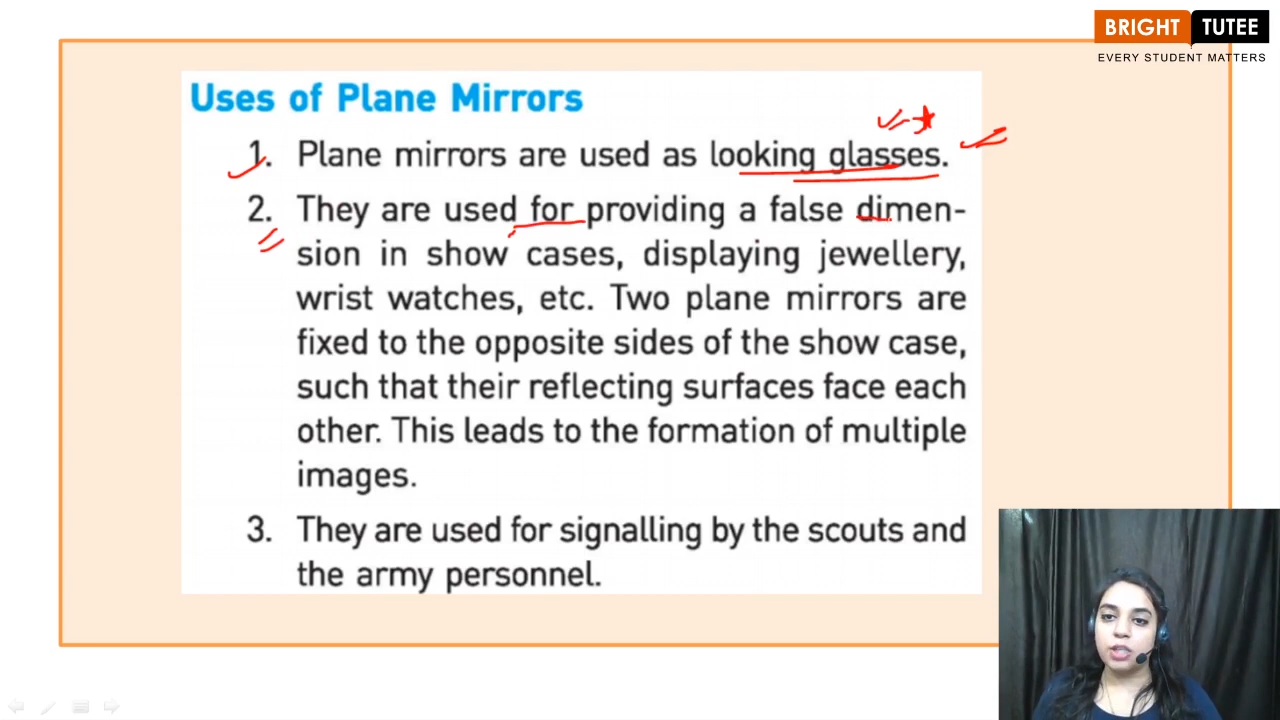 BRIGHT TUTEE
EVERY STUDENT MATTERS
Uses of Plane Mirrors
1. Plane mirrors are used as looking glasses.
2. They are used for providing a false dimen-
sion in show cases, displaying jewellery,
wrist watches, etc. Two plane mirrors are
fixed to the opposite sides of the show case,
such that their reflecting surfaces face each
other. This leads to the formation of multiple
images.
3. They are used for signalling by the scouts and
the army personnel.